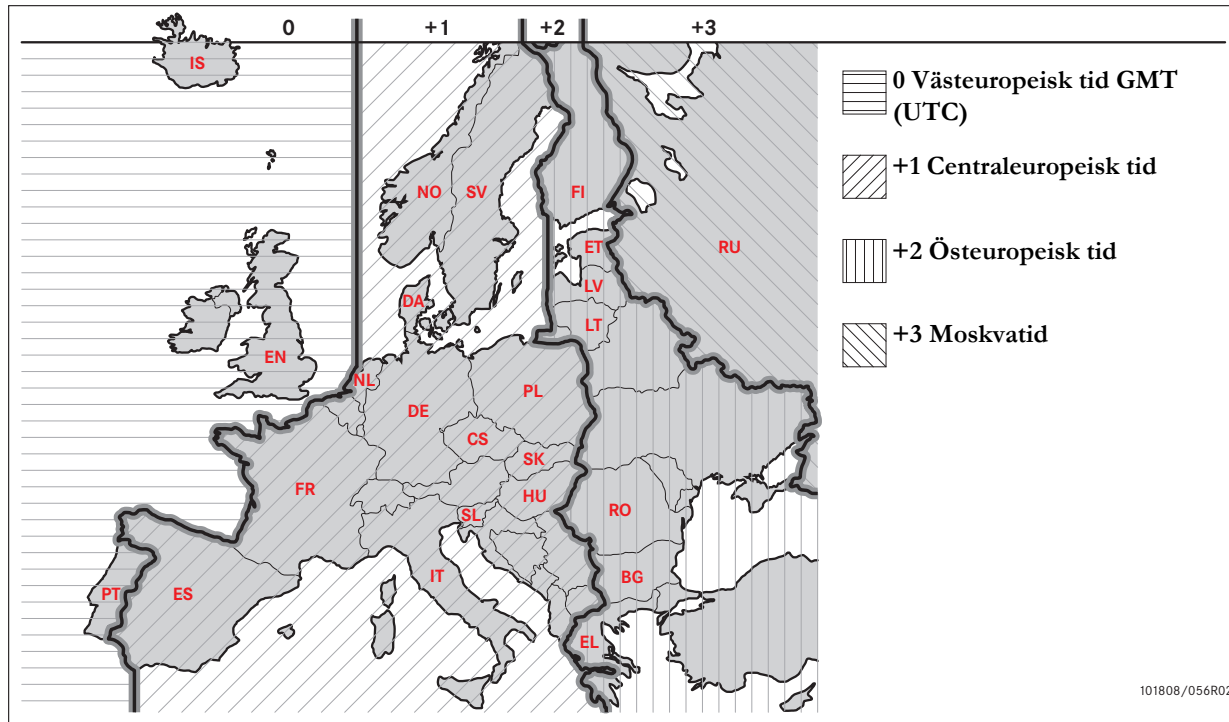 0 +1 +2 +3
IS
NO SV FI
ET RU
LV
DA
LT
EN
NL PL
DE
CS
SK
FR HU
SL RO
IT BG
PT ES
EL
0 Västeuropeisk tid GMT
(UTC)
+1 Centraleuropeisk tid
+2 Östeuropeisk tid
+3 Moskvatid
101808/056R02